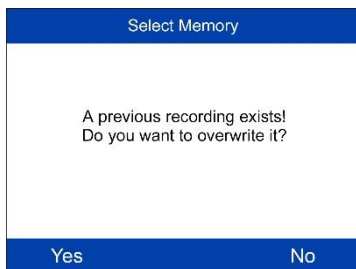 Select Memory
A previous recording exists!
Do you want to overwrite it?
Yes No